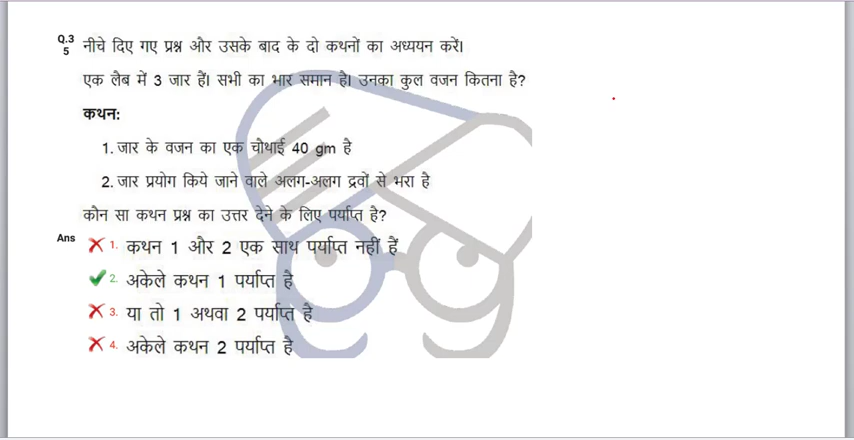 Q.35 नीचे दिए गए प्रश्न और उसके बाद के दो कथनों का अध्ययन करें।
एक लैब में 3 जार हैं। सभी का भार समान है। उनका कुल वजन कितना है?
कथन:
1. जार के वजन का एक चौथाई 40 gm है
2. जार प्रयोग किये जाने वाले अलग-अलग द्रवों से भरा है
कौन सा कथन प्रश्न का उत्तर देने के लिए पर्याप्त है?
Ans 1. कथन 1 और 2 एक साथ पर्याप्त नहीं हैं
2. अकेले कथन 1 पर्याप्त है
3. या तो 1 अथवा 2 पर्याप्त है
4. अकेले कथन 2 पर्याप्त है